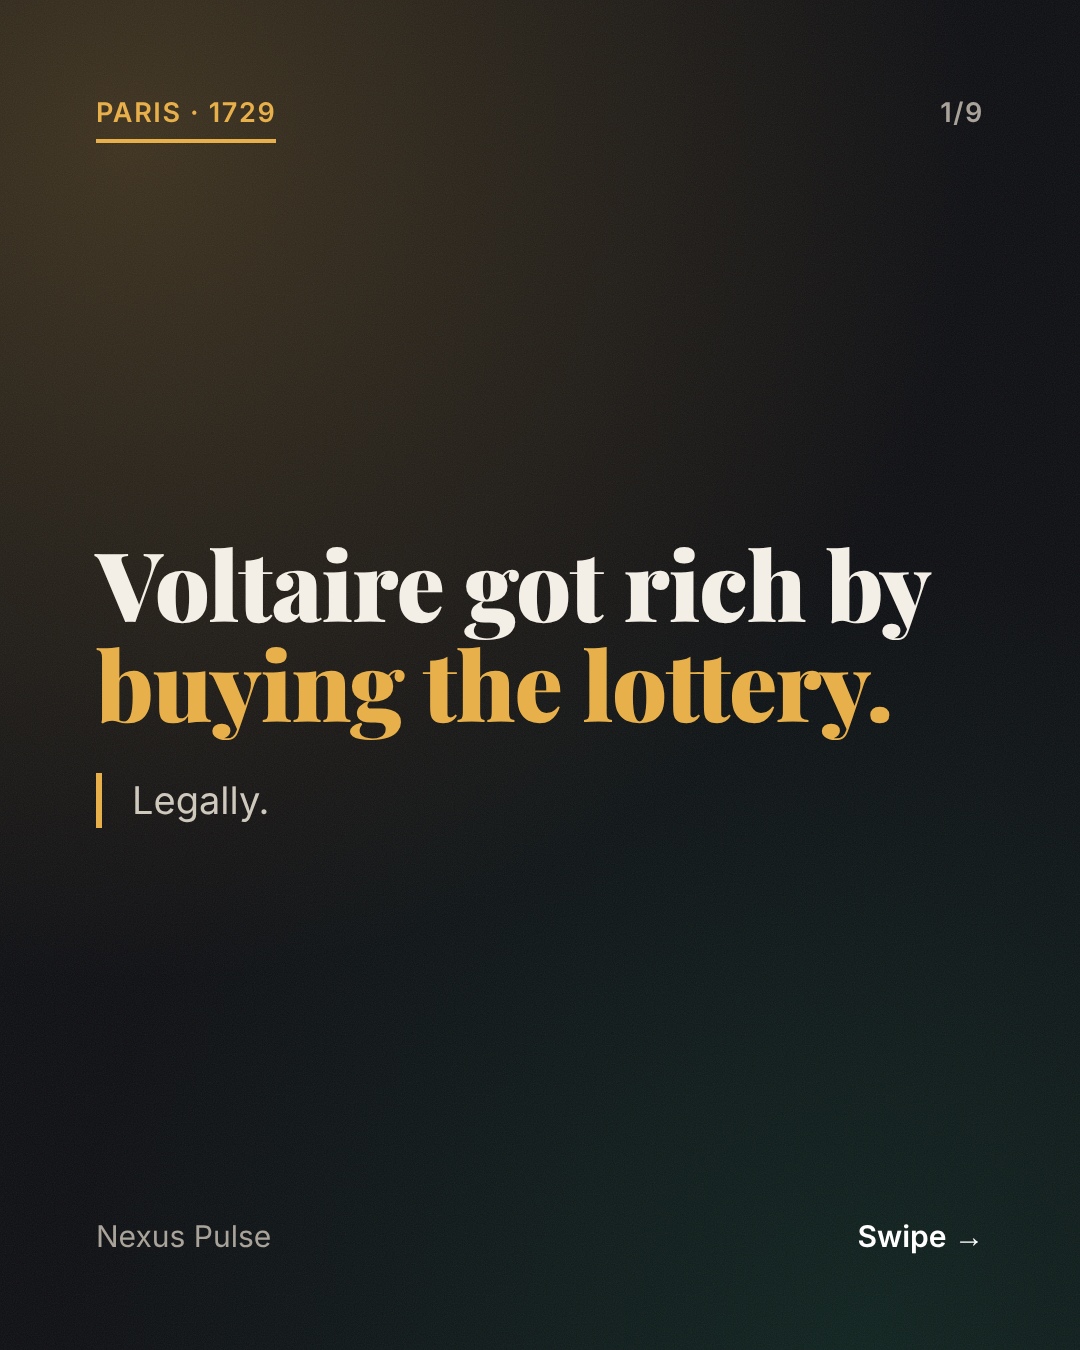 PARIS · 1729
1/9
Voltaire got rich by
buying the lottery.
Legally.
Nexus Pulse
Swipe →